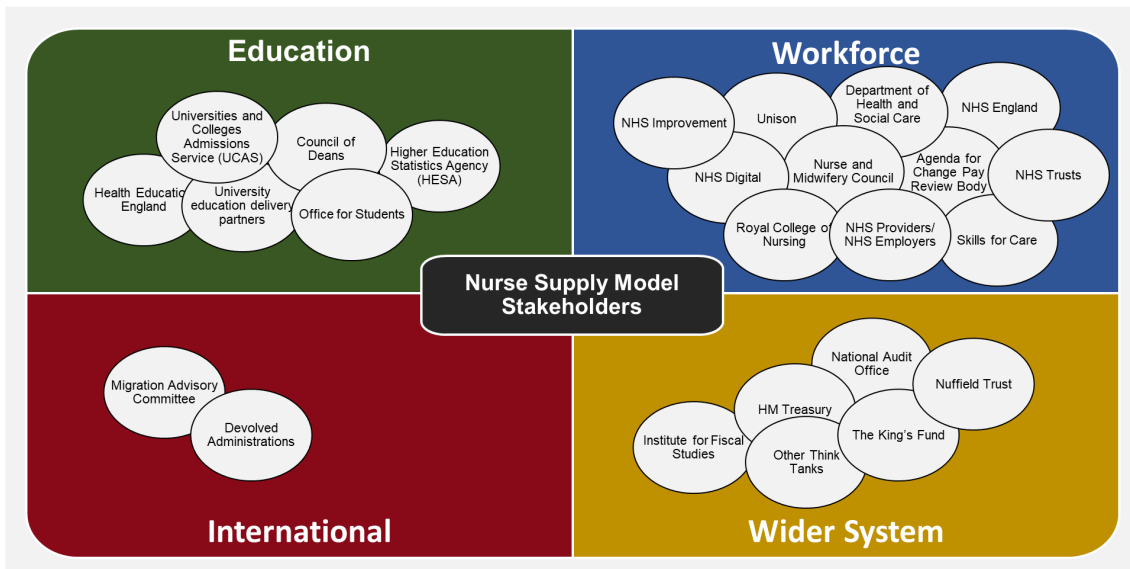 Education
Universities and
Colleges
Admissions
Service (UCAS)
Council of
Deans
Higher Education
Statistics Agency
(HESA)
Health Educatio
England
University
education delivery
partners
Office for Students
Workforce
NHS Improvement
Unison
Department of
Health and
Social Care
NHS England
NHS Digital
Nurse and
Midwifery Council
Agenda for
Change Pay
Review Body
NHS Trusts
Royal College of
Nursing
NHS Providers/
NHS Employers
Skills for Care
Nurse Supply Model
Stakeholders
Migration Advisory
Committee
Devolved
Administrations
International
National Audit
Office
Nuffield Trust
HM Treasury
Institute for Fiscal
Studies
Other Think
Tanks
The King's Fund
Wider System